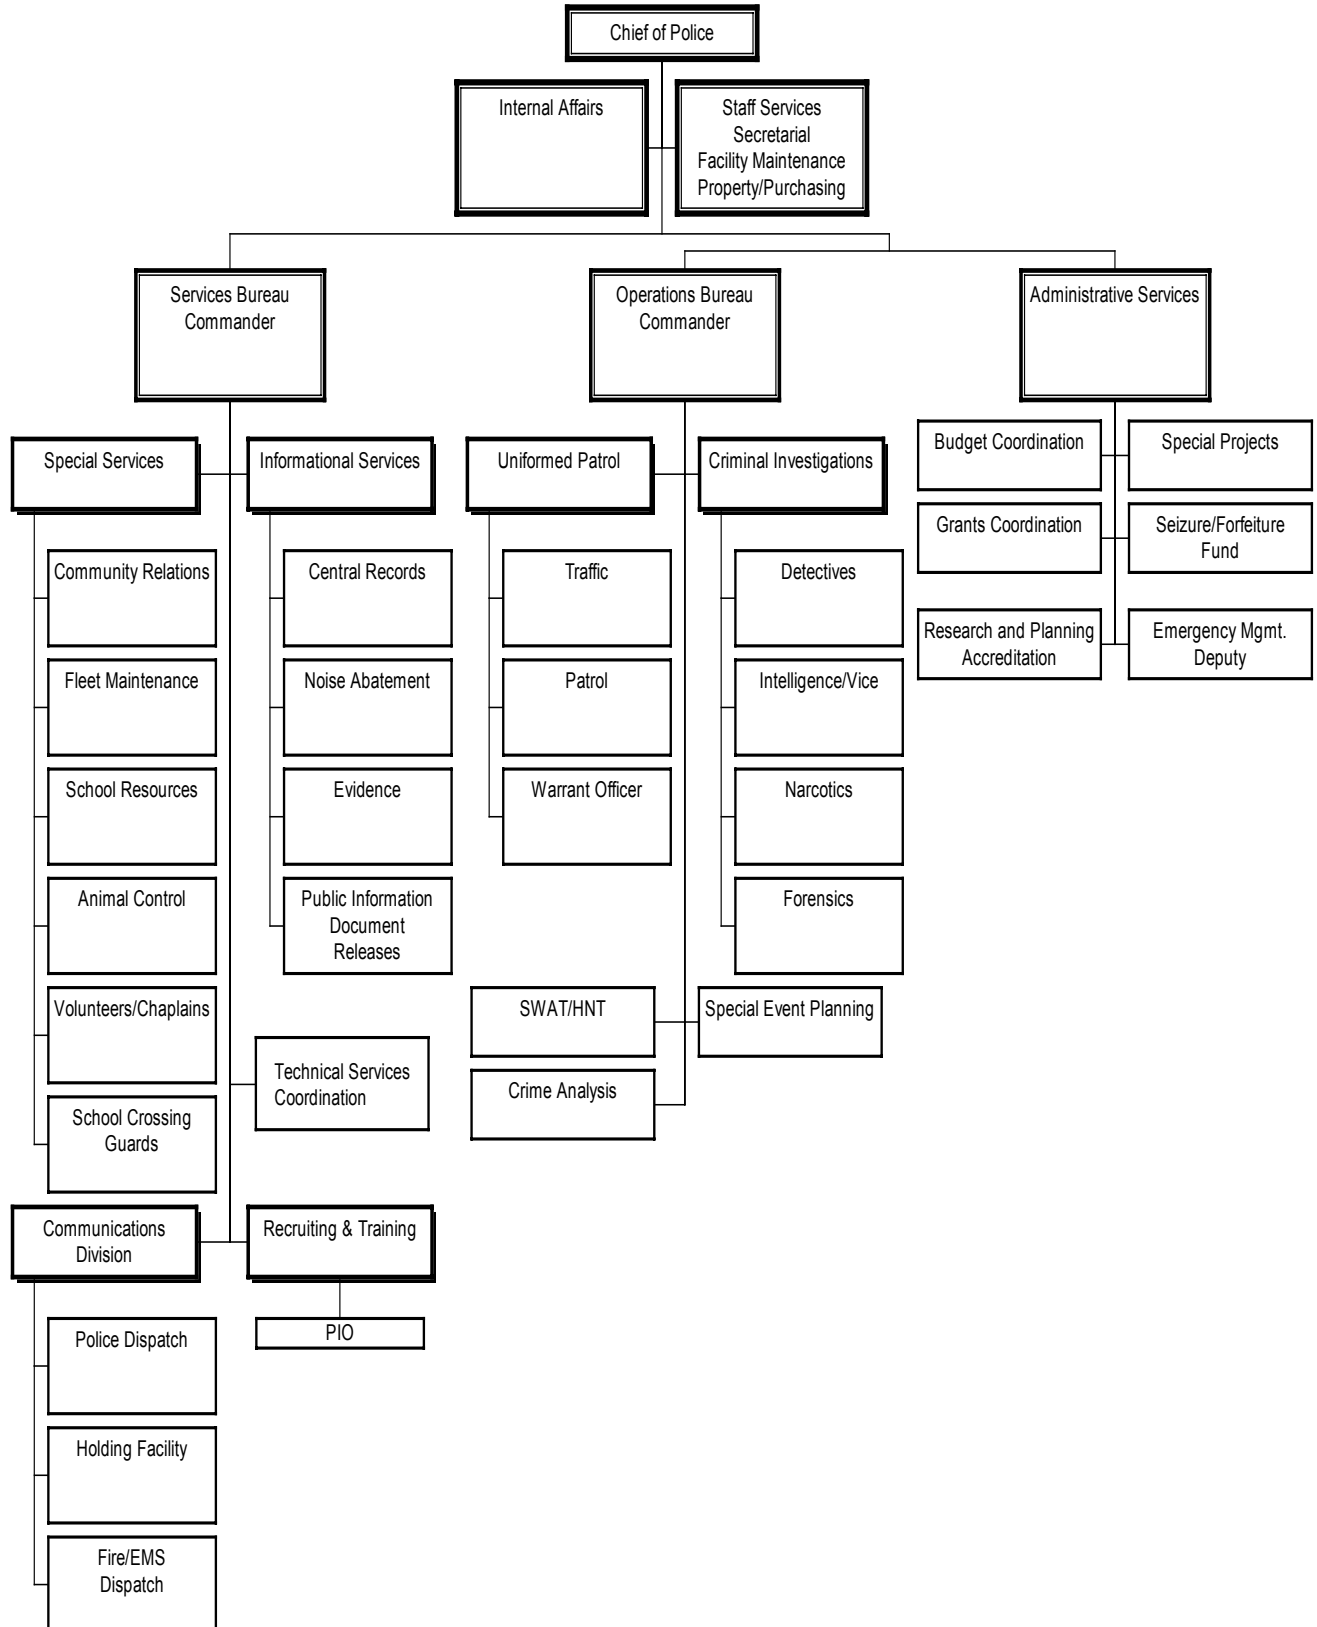 Chief of Police
Internal Affairs
Staff Services
Secretarial
Facility Maintenance
Property/Purchasing
Services Bureau
Commander
Operations Bureau
Commander
Administrative Services
Special Services
Informational Services
Uniformed Patrol
Criminal Investigations
Budget Coordination
Special Projects
Grants Coordination
Seizure/Forfeiture
Fund
Research and Planning
Accreditation
Emergency Mgmt.
Deputy
Community Relations
Fleet Maintenance
School Resources
Animal Control
Volunteers/Chaplains
School Crossing
Guards
Central Records
Noise Abatement
Evidence
Public Information
Document
Releases
Traffic
Patrol
Warrant Officer
Detectives
Intelligence/Vice
Narcotics
Forensics
SWAT/HNT
Special Event Planning
Crime Analysis
Technical Services
Coordination
Communications
Division
Recruiting & Training
PIO
Police Dispatch
Holding Facility
Fire/EMS
Dispatch